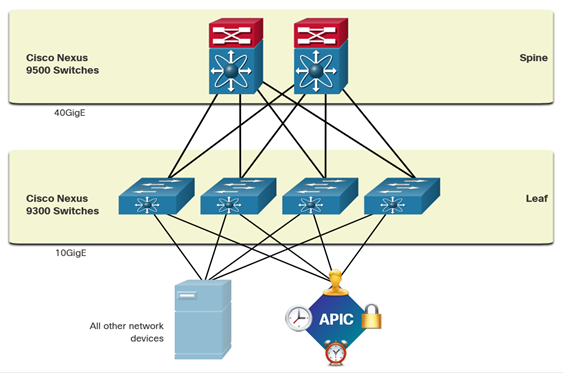 Cisco Nexus
9500 Switches
Spine
40GigE
Cisco Nexus
9300 Switches
Leaf
10GigE
All other network
devices
APIC